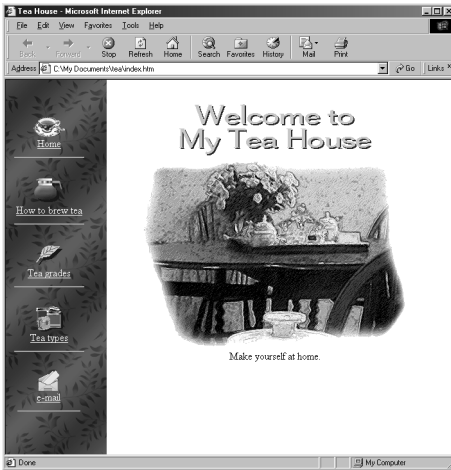 Tea House - Microsoft Internet Explorer
File Edit View Favorites Tools Help
Back Forward Stop Refresh Home Search Favorites History Mail Print
Address C:\My Documents\tea\index.htm Go Links »
Welcome to
My Tea House
Home
How to brew tea
Tea grades
Tea types
e-mail
Make yourself at home.
Done My Computer